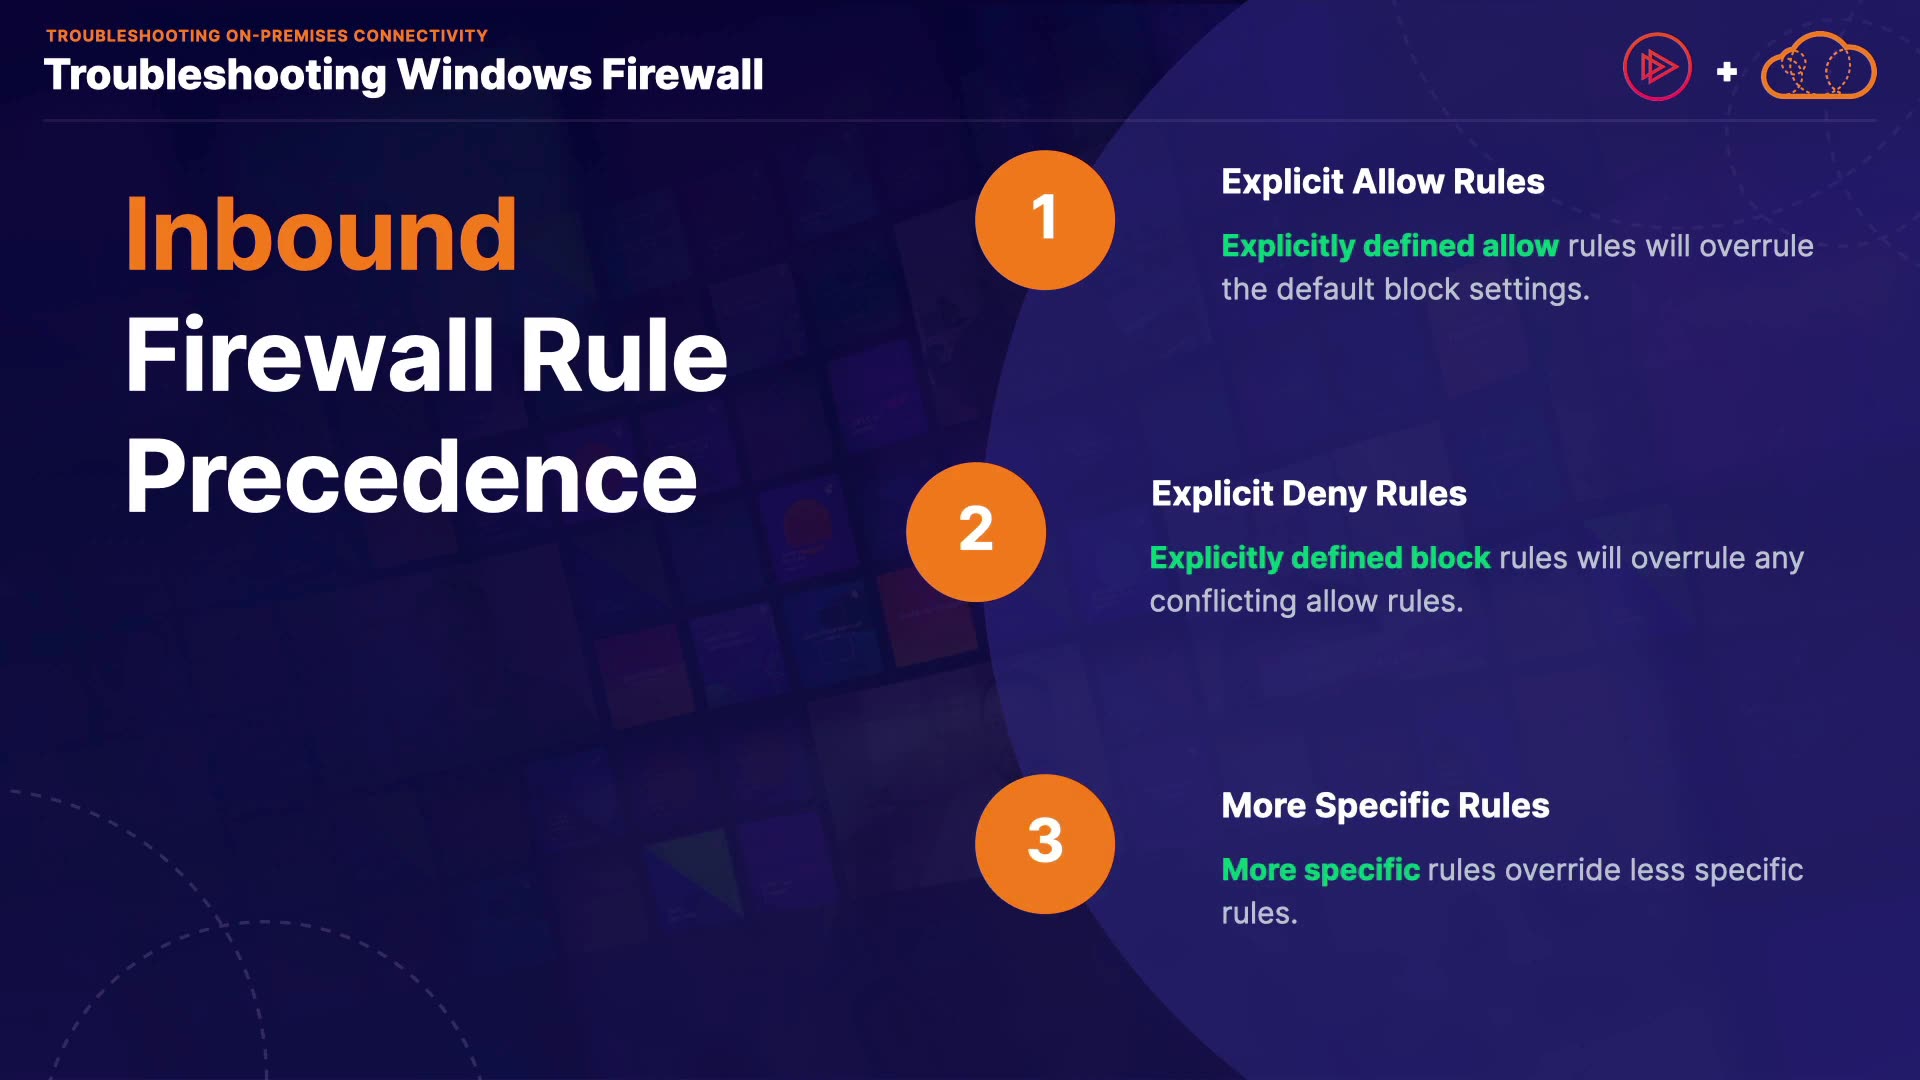 TROUBLESHOOTING ON-PREMISES CONNECTIVITY
Troubleshooting Windows Firewall
+
Inbound
Firewall Rule
Precedence
1
Explicit Allow Rules
Explicitly defined allow rules will overrule
the default block settings.
2
Explicit Deny Rules
Explicitly defined block rules will overrule any
conflicting allow rules.
3
More Specific Rules
More specific rules override less specific
rules.